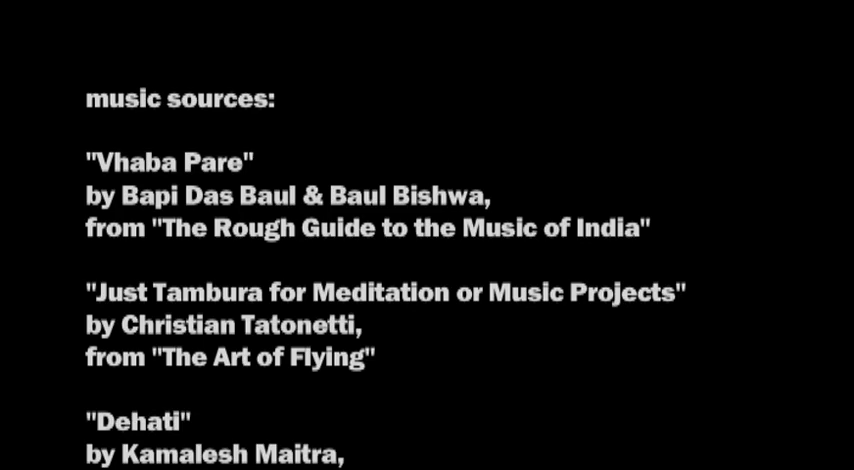 music sources:
"Vhaba Pare"
by Bapi Das Baul & Baul Bishwa,
from "The Rough Guide to the Music of India"
"Just Tambura for Meditation or Music Projects"
by Christian Tatonetti,
from "The Art of Flying"
"Dehati"
by Kamalesh Maitra,